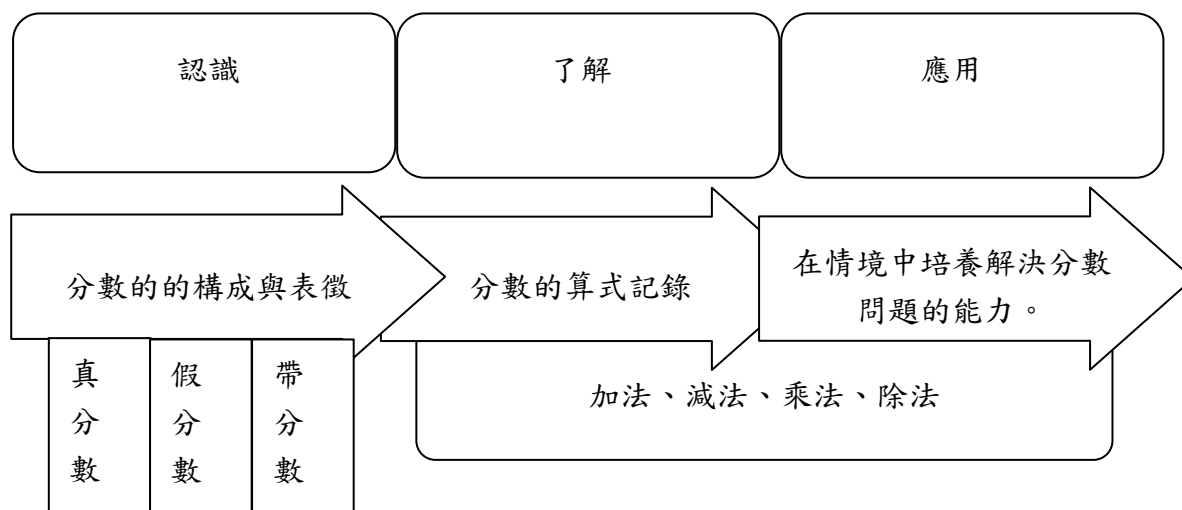 認識
了解
應用
分數的的構成與表徵
分數的算式記錄
在情境中培養解決分數
問題的能力。
真分數
假分數
帶分數
加法、減法、乘法、除法